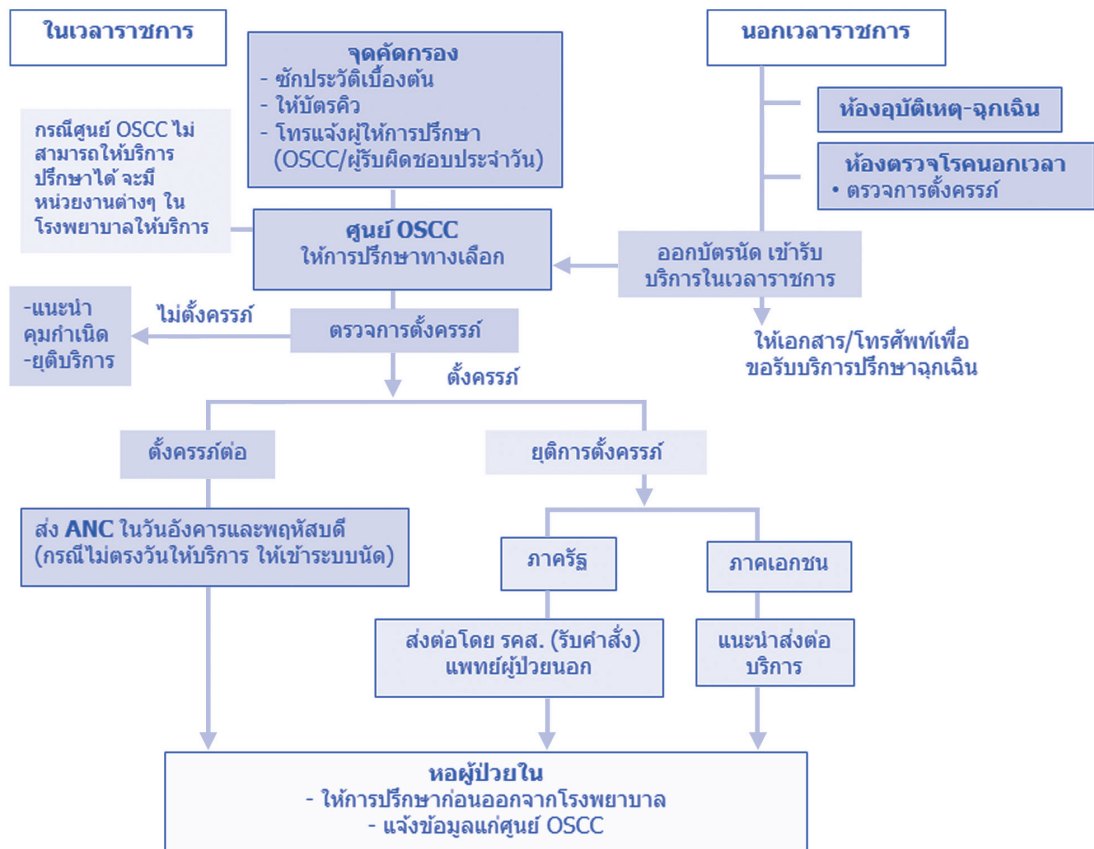 ในเวลาราชการ
นอกเวลาราชการ
จุดคัดกรอง
- ซักประวัติเบื้องต้น
- ให้บัตรคิว
- โทรแจ้งผู้ให้การปรึกษา
(OSCC/ผู้รับผิดชอบประจำวัน)
ห้องอุบัติเหตุ-ฉุกเฉิน
ห้องตรวจโรคนอกเวลา
• ตรวจการตั้งครรภ์
กรณีศูนย์ OSCC ไม่
สามารถให้บริการ
ปรึกษาได้ จะมี
หน่วยงานต่างๆ ใน
โรงพยาบาลให้บริการ
ศูนย์ OSCC
ให้การปรึกษาทางเลือก
ออกบัตรนัด เข้ารับ
บริการในเวลาราชการ
-แนะนำ
คุมกำเนิด
-ยุติบริการ
ไม่ตั้งครรภ์
ตรวจการตั้งครรภ์
ให้เอกสาร/โทรศัพท์เพื่อ
ขอรับบริการปรึกษาฉุกเฉิน
ตั้งครรภ์
ตั้งครรภ์ต่อ
ยุติการตั้งครรภ์
ส่ง ANC ในวันอังคารและพฤหัสบดี
(กรณีไม่ตรงวันให้บริการ ให้เข้าระบบนัด)
ภาครัฐ
ภาคเอกชน
ส่งต่อโดย รคส. (รับคำสั่ง)
แพทย์ผู้ป่วยนอก
แนะนำส่งต่อ
บริการ
หอผู้ป่วยใน
- ให้การปรึกษาก่อนออกจากโรงพยาบาล
- แจ้งข้อมูลแก่ศูนย์ OSCC